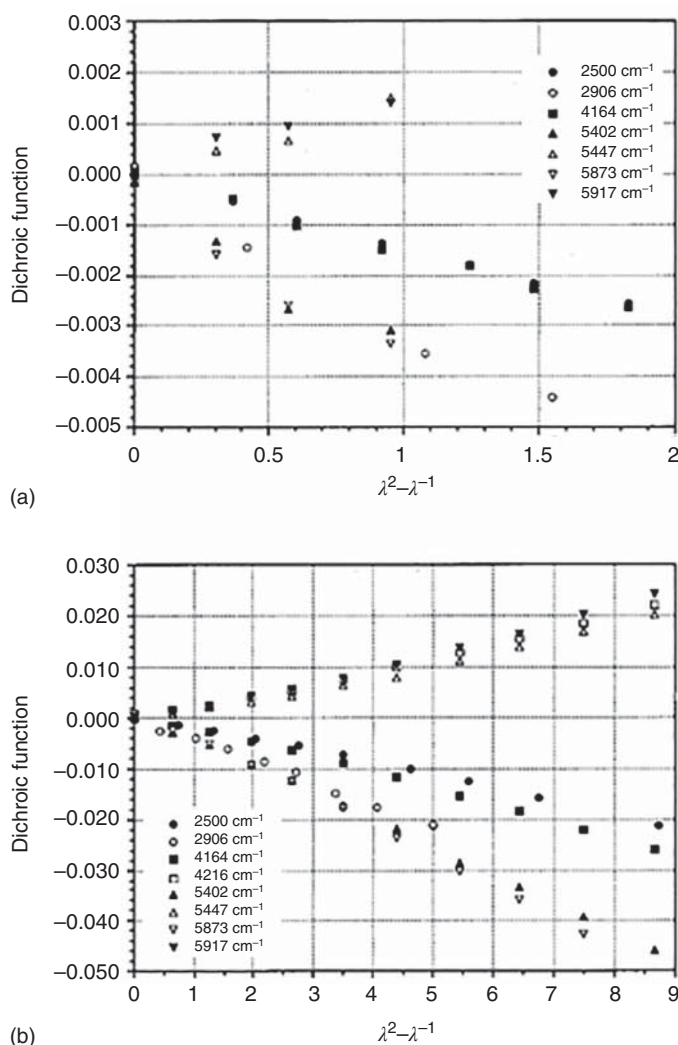 0.003
0.002
0.001
0.000
−0.001
−0.002
−0.003
−0.004
−0.005
Dichroic function
2500 cm⁻¹
2906 cm⁻¹
4164 cm⁻¹
5402 cm⁻¹
5447 cm⁻¹
5873 cm⁻¹
5917 cm⁻¹
0 0.5 1 1.5 2
(a) λ²–λ⁻¹
0.030
0.020
0.010
0.000
−0.010
−0.020
−0.030
−0.040
−0.050
Dichroic function
2500 cm⁻¹
2906 cm⁻¹
4164 cm⁻¹
4216 cm⁻¹
5402 cm⁻¹
5447 cm⁻¹
5873 cm⁻¹
5917 cm⁻¹
0 1 2 3 4 5 6 7 8 9
(b) λ²–λ⁻¹